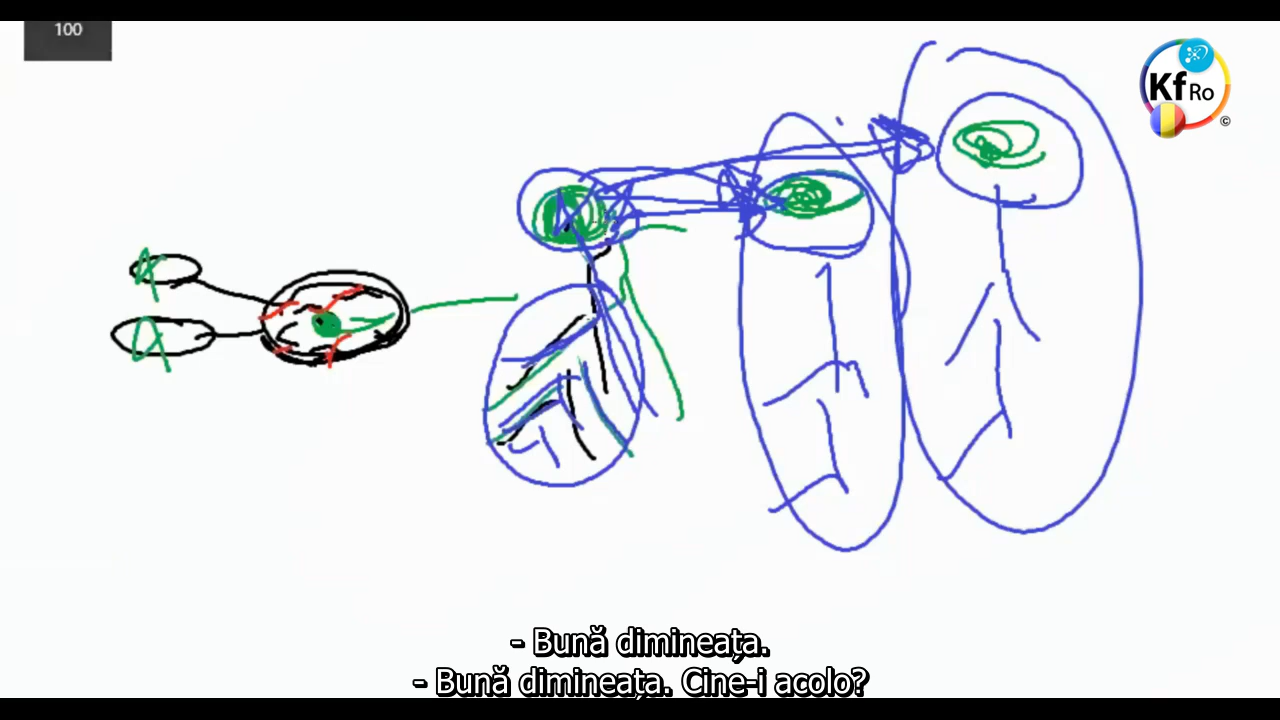 100
Kf Ro
©
- Bună dimineața.
- Bună dimineața. Cine-i acolo?